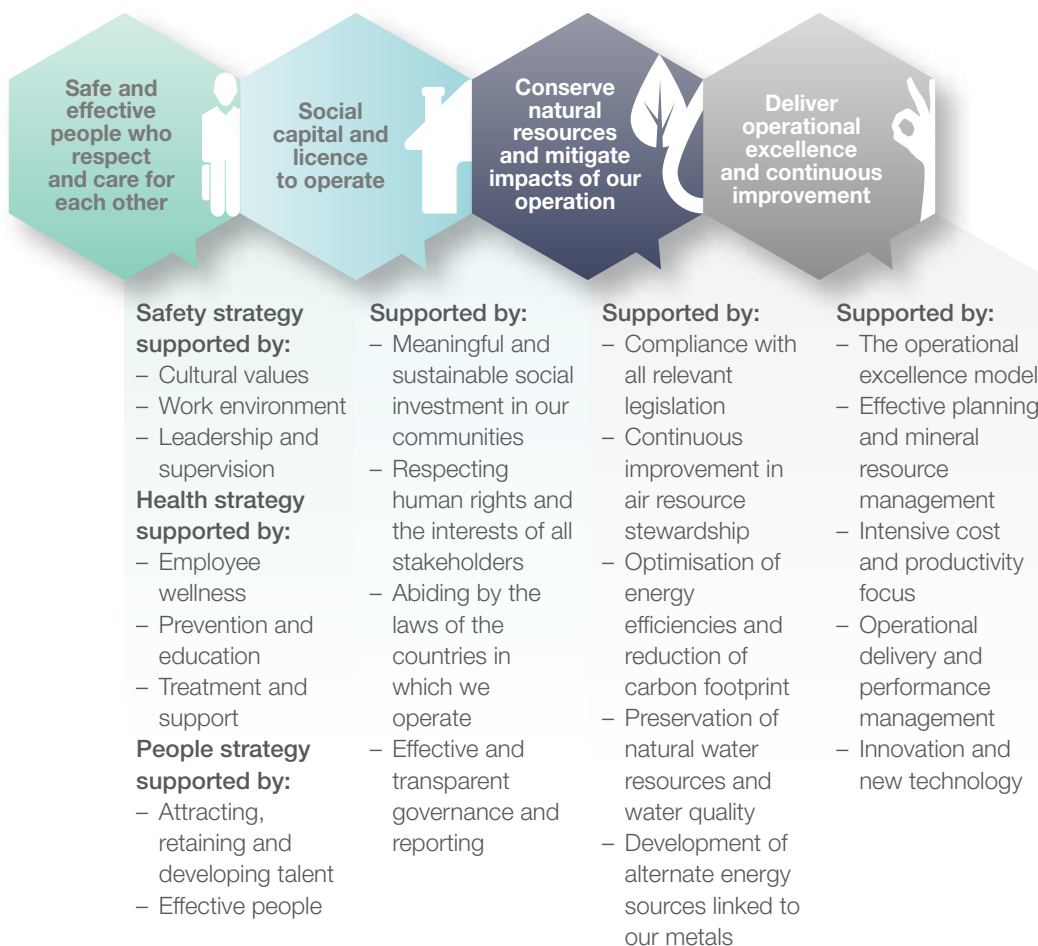 Safe and
effective
people who
respect
and care for
each other
Social
capital and
licence
to operate
Conserve
natural
resources
and mitigate
impacts of our
operation
Deliver
operational
excellence
and continuous
improvement
Safety strategy
supported by:
– Cultural values
– Work environment
– Leadership and
supervision
Health strategy
supported by:
– Employee
wellness
– Prevention and
education
– Treatment and
support
People strategy
supported by:
– Attracting,
retaining and
developing talent
– Effective people
Supported by:
– Meaningful and
sustainable social
investment in our
communities
– Respecting
human rights and
the interests of all
stakeholders
– Abiding by the
laws of the
countries in
which we
operate
– Effective and
transparent
governance and
reporting
Supported by:
– Compliance with
all relevant
legislation
– Continuous
improvement in
air resource
stewardship
– Optimisation of
energy
efficiencies and
reduction of
carbon footprint
– Preservation of
natural water
resources and
water quality
– Development of
alternate energy
sources linked to
our metals
Supported by:
– The operational
excellence model
– Effective planning
and mineral
resource
management
– Intensive cost
and productivity
focus
– Operational
delivery and
performance
management
– Innovation and
new technology